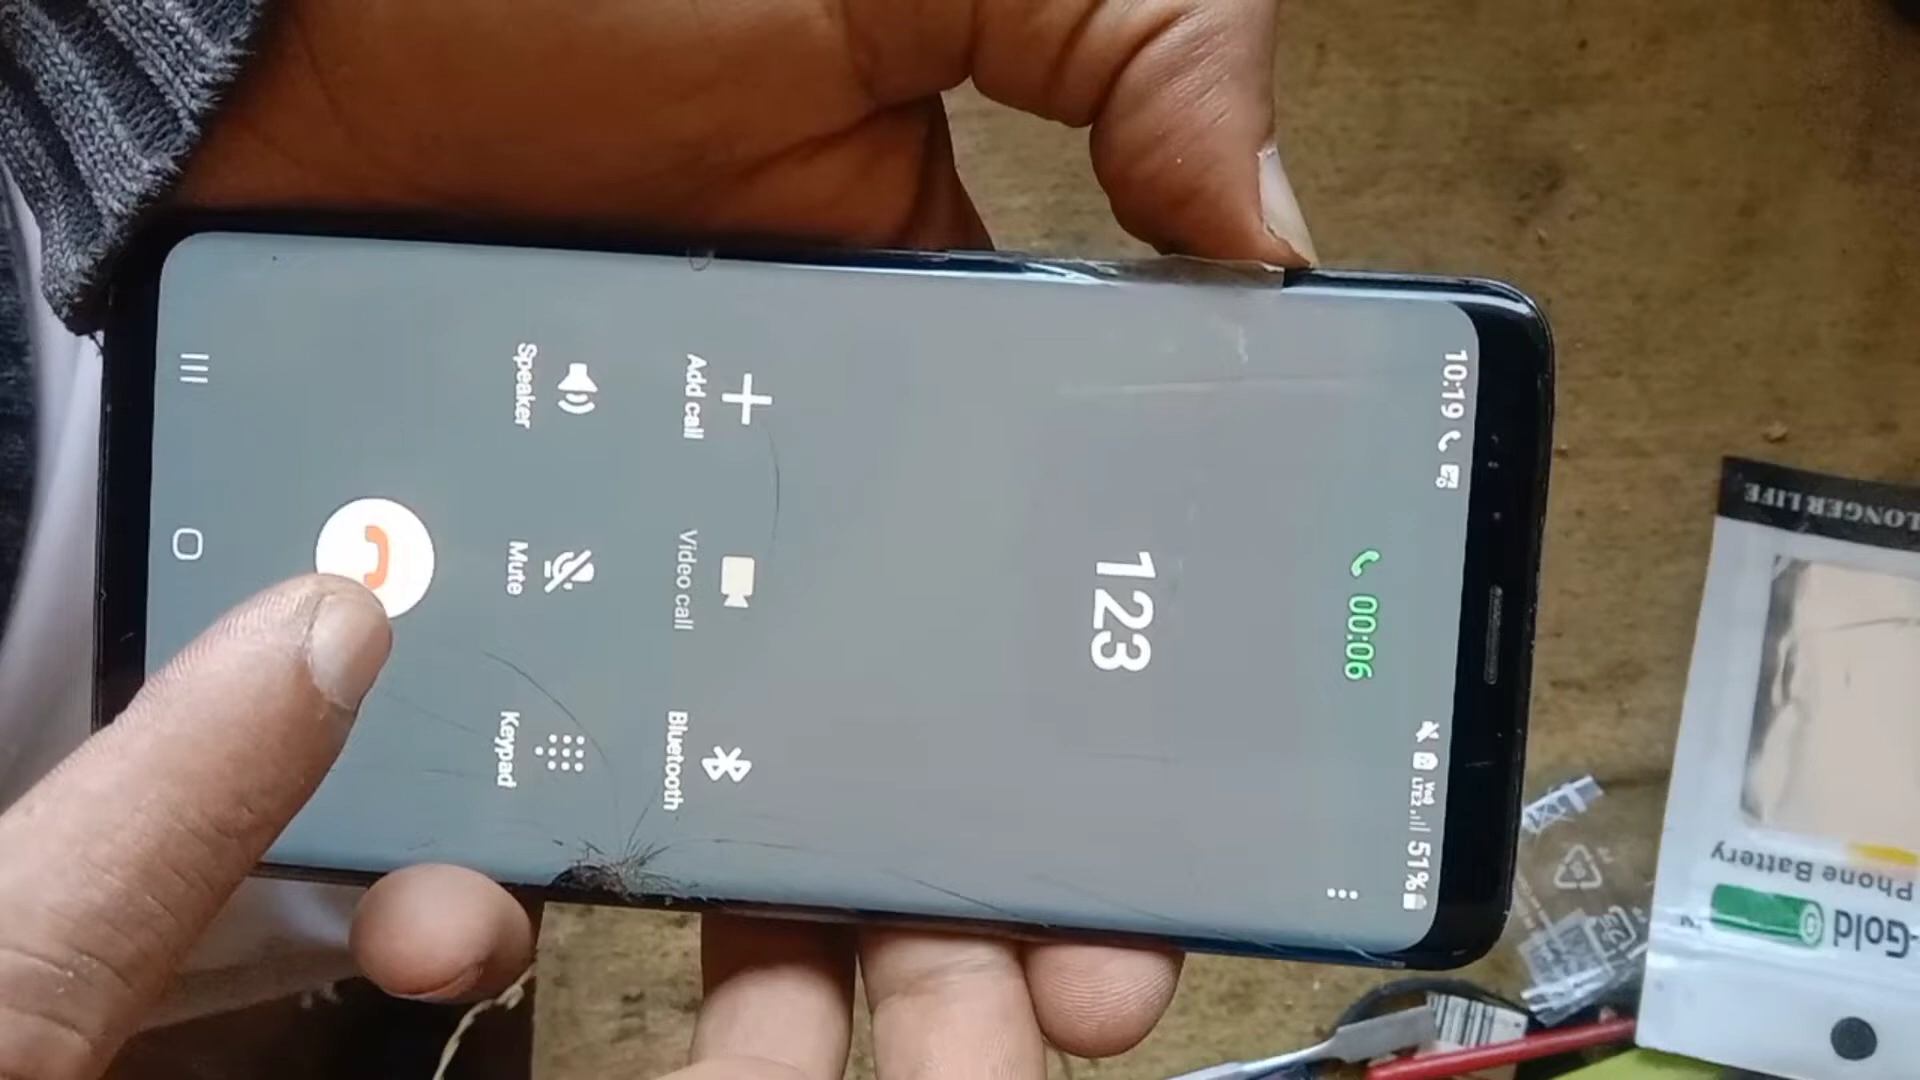 10:19
LTE2 51%
00:06
123
Add call
Video call
Bluetooth
Speaker
Mute
Keypad
LONGER LIFE
Phone Battery
-Gold